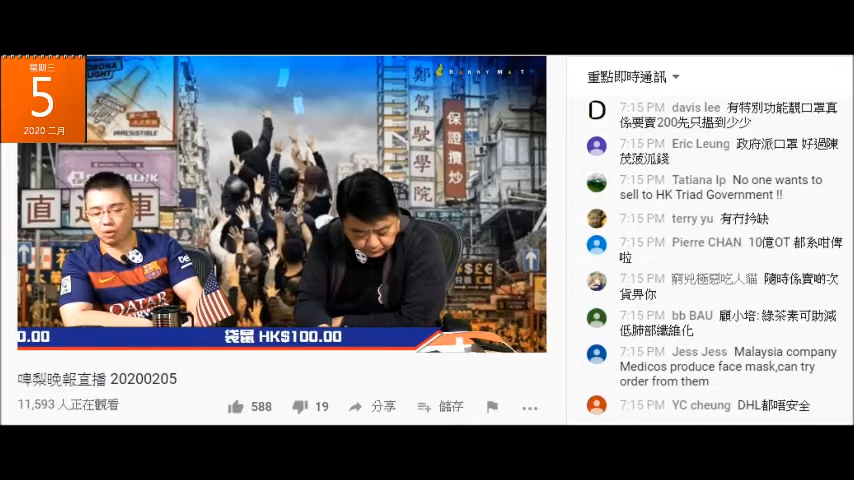 星期三
5
2020 二月
CORONA
LIGHT
IRRESISTIBLE
BARRYMATT
鄭
駕
駛
學
院
保
證
攬
炒
直
車
袋鼠 HK$100.00
0.00
啤梨晚報直播 20200205
11,593 人正在觀看
588
19
分享
儲存
重點即時通訊
7:15 PM davis lee 有特別功能靚口罩真
係要賣200先只搵到少少
7:15 PM Eric Leung 政府派口罩 好過陳
茂菠派錢
7:15 PM Tatiana Ip No one wants to
sell to HK Triad Government !!
7:15 PM terry yu 有冇拎缺
7:15 PM Pierre CHAN 10億OT 都系咁俾
啦
7:15 PM 窮兇極惡吃人貓 隨時係賣啲次
貨畀你
7:15 PM bb BAU 顧小培: 綠茶素可助減
低肺部纖維化
7:15 PM Jess Jess Malaysia company
Medicos produce face mask,can try
order from them
7:15 PM YC cheung DHL都唔安全